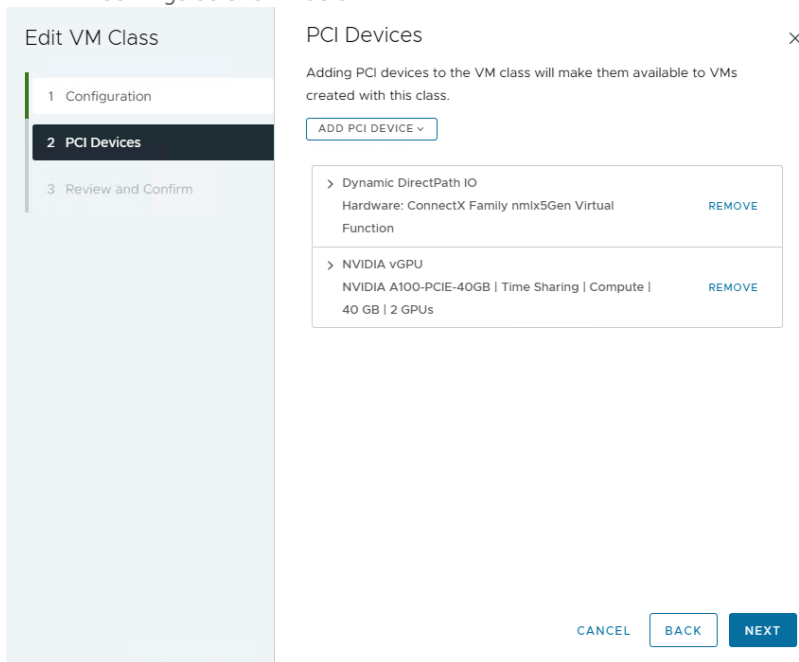 Edit VM Class
1 Configuration
2 PCI Devices
3 Review and Confirm
PCI Devices
Adding PCI devices to the VM class will make them available to VMs
created with this class.
ADD PCI DEVICE
Dynamic DirectPath IO
Hardware: ConnectX Family nmlx5Gen Virtual
Function
REMOVE
NVIDIA vGPU
NVIDIA A100-PCIE-40GB | Time Sharing | Compute |
40 GB | 2 GPUs
REMOVE
CANCEL
BACK
NEXT